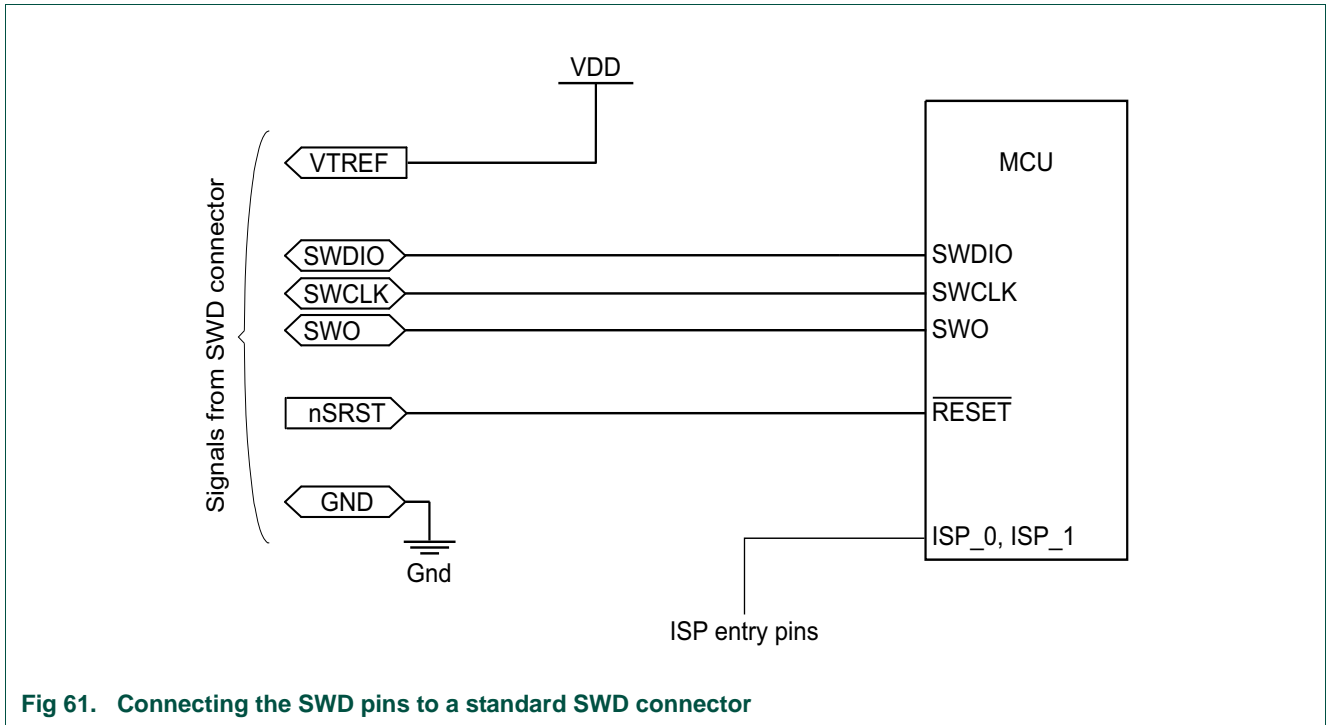 VDD
VTREF
MCU
Signals from SWD connector
SWDIO
SWDIO
SWCLK
SWCLK
SWO
SWO
nSRST
RESET
GND
Gnd
ISP_0, ISP_1
ISP entry pins
Fig 61. Connecting the SWD pins to a standard SWD connector